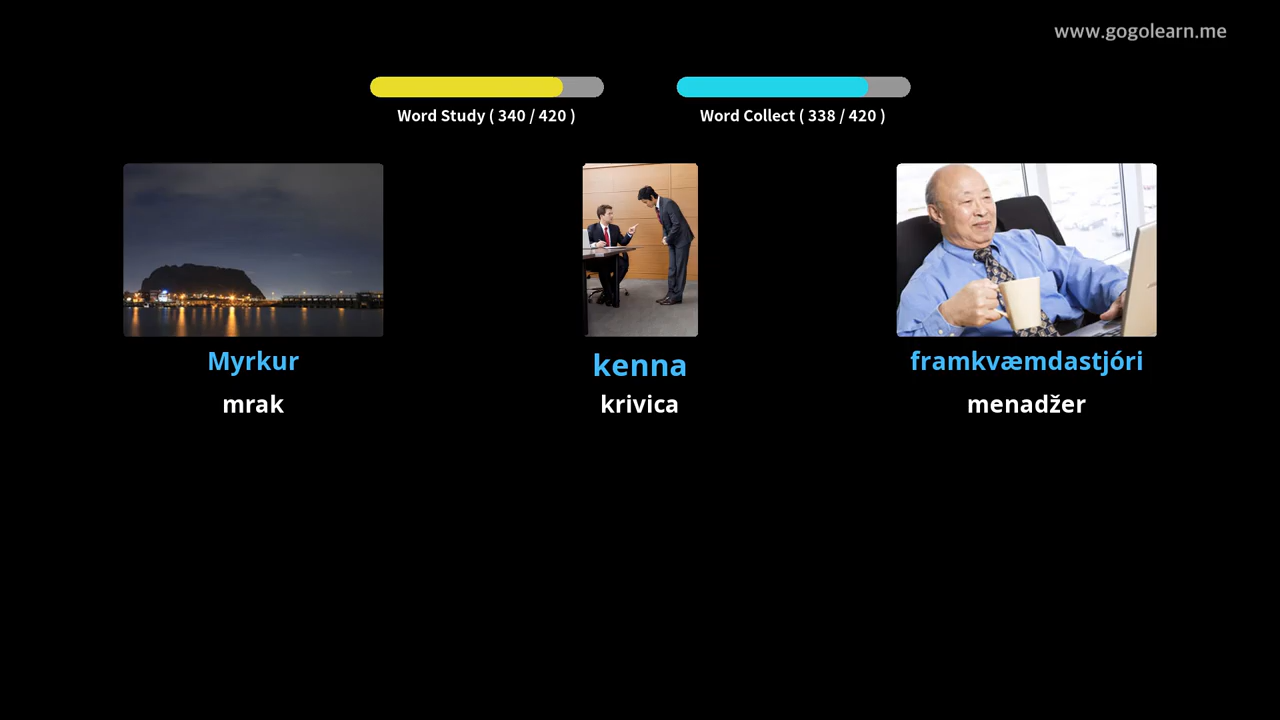 www.gogolearn.me
Word Study ( 340 / 420 )
Word Collect ( 338 / 420 )
Myrkur
kenna
framkvæmdastjóri
mrak
krivica
menadžer